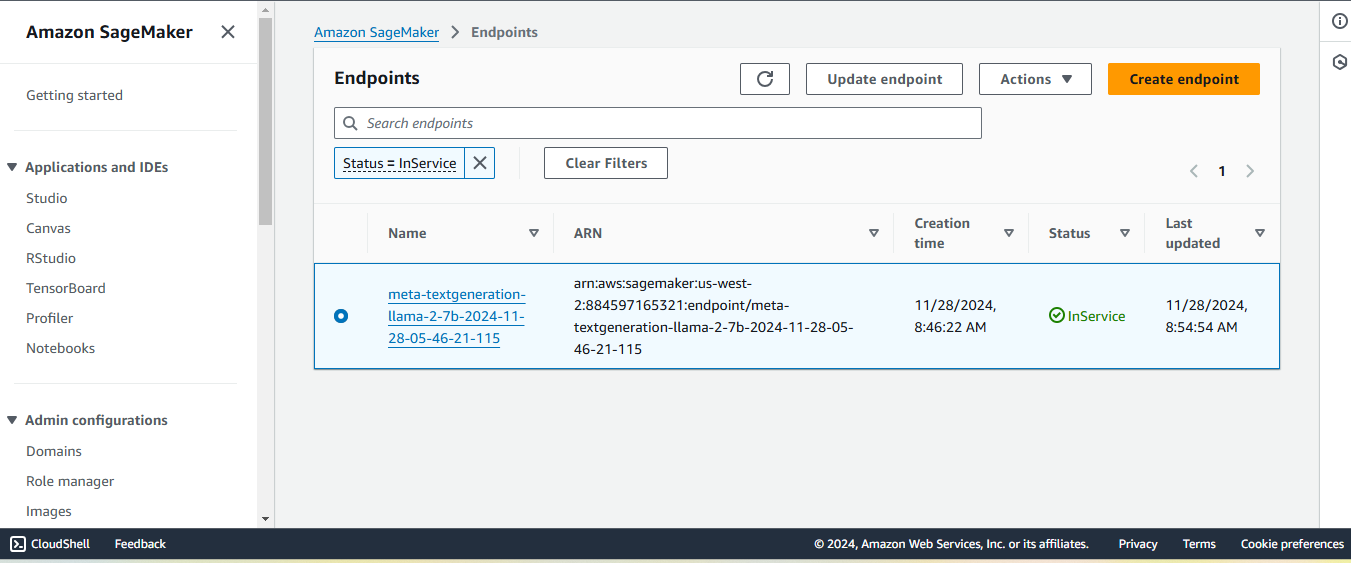 Amazon SageMaker
Getting started
Applications and IDEs
Studio
Canvas
RStudio
TensorBoard
Profiler
Notebooks
Admin configurations
Domains
Role manager
Images
Amazon SageMaker > Endpoints
Endpoints
Update endpoint
Actions
Create endpoint
Search endpoints
Status = InService
Clear Filters
1
Name
ARN
Creation
time
Status
Last
updated
meta-textgeneration-
llama-2-7b-2024-11-
28-05-46-21-115
arn:aws:sagemaker:us-west-
2:884597165321:endpoint/meta-
textgeneration-llama-2-7b-2024-11-28-05-
46-21-115
11/28/2024,
8:46:22 AM
InService
11/28/2024,
8:54:54 AM
CloudShell
Feedback
© 2024, Amazon Web Services, Inc. or its affiliates.
Privacy
Terms
Cookie preferences